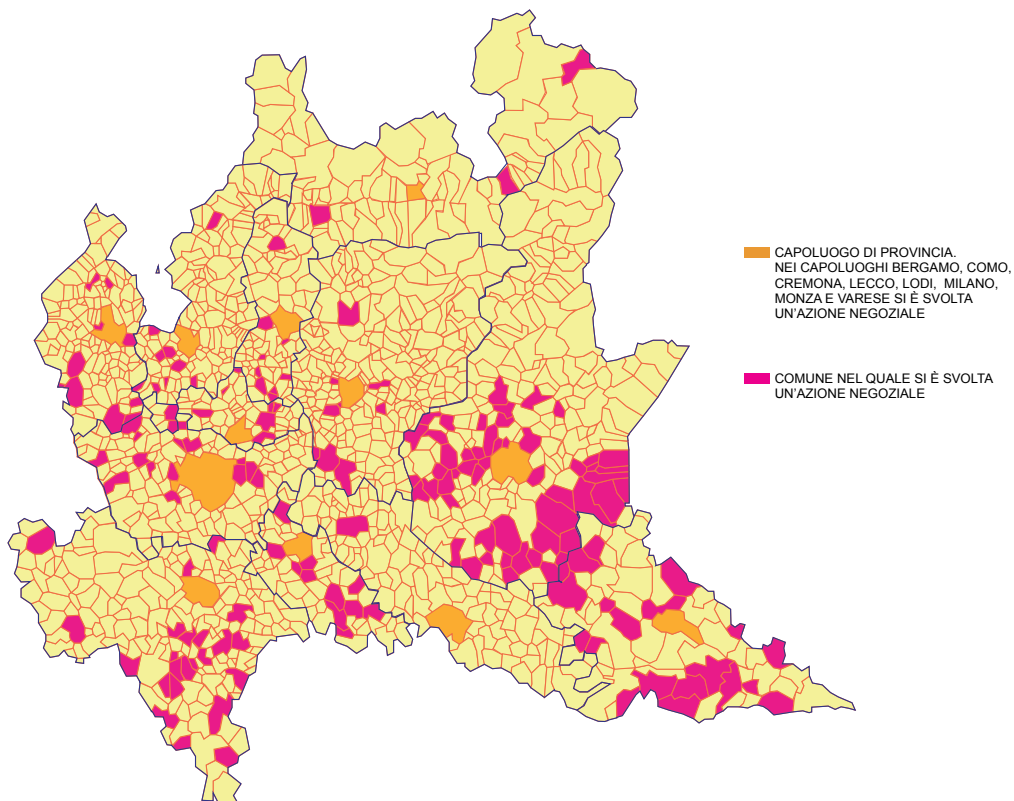 CAPOLUOGO DI PROVINCIA.
NEI CAPOLUOGHI BERGAMO, COMO,
CREMONA, LECCO, LODI, MILANO,
MONZA E VARESE SI È SVOLTA
UN'AZIONE NEGOZIALE
COMUNE NEL QUALE SI È SVOLTA
UN'AZIONE NEGOZIALE